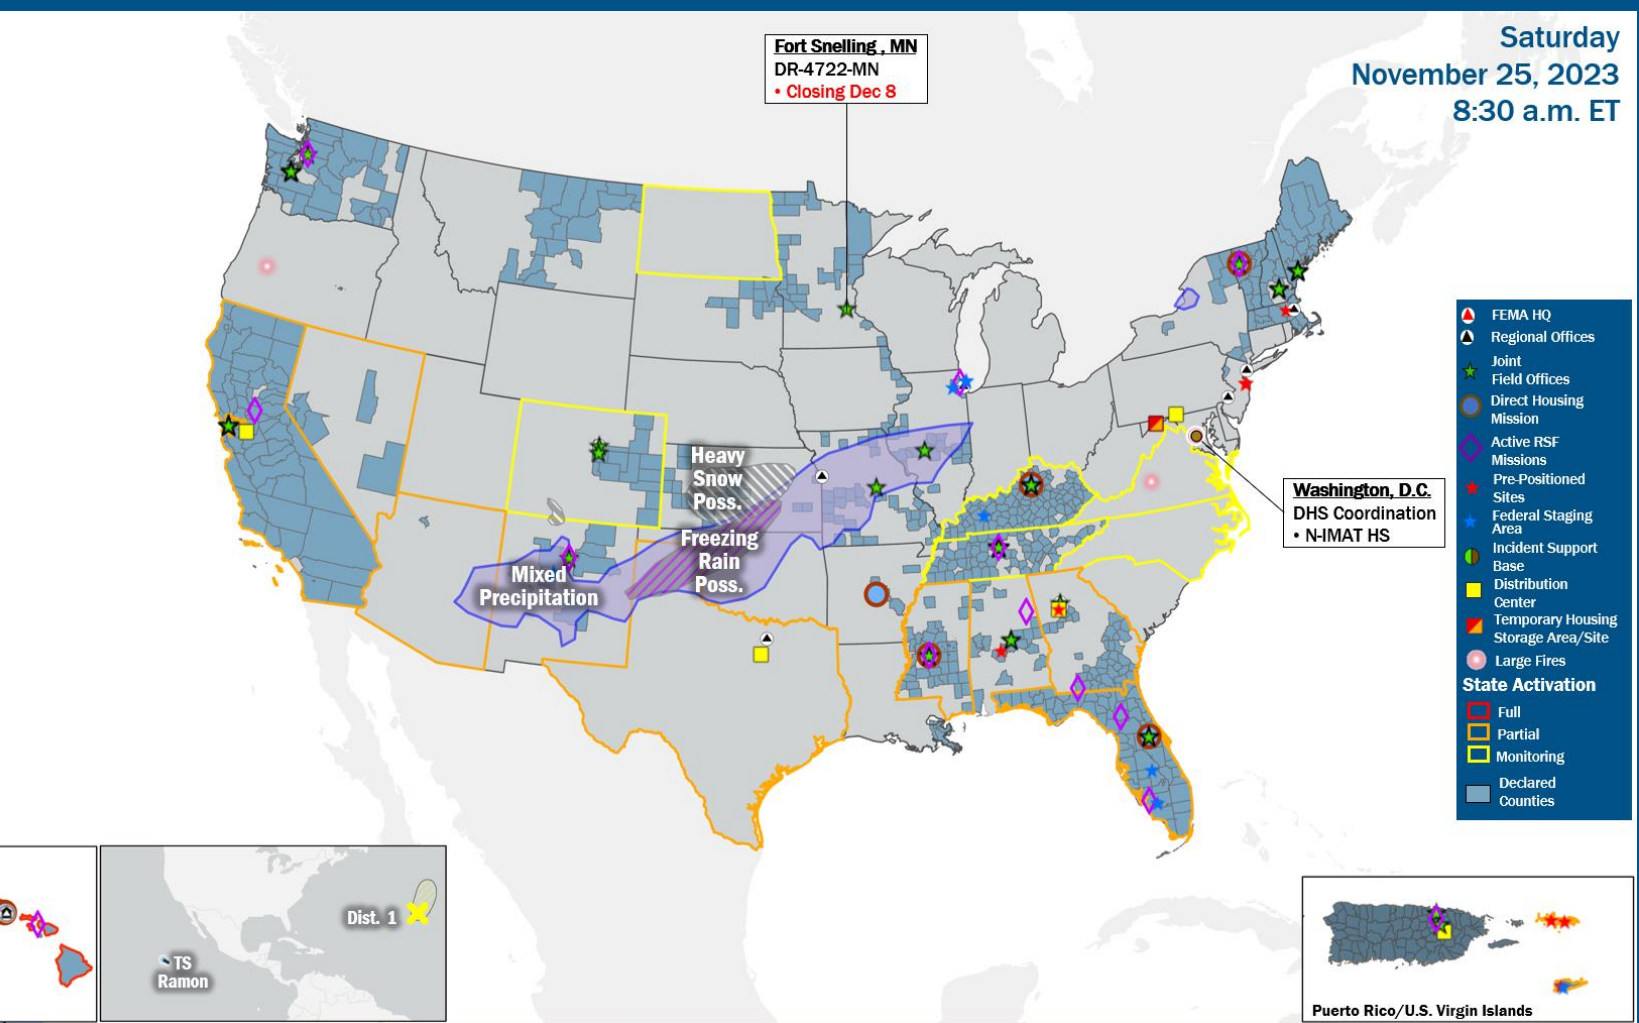 Saturday
November 25, 2023
8:30 a.m. ET
Fort Snelling , MN
DR-4722-MN
• Closing Dec 8
Heavy
Snow
Poss.
Freezing
Rain
Poss.
Mixed
Precipitation
Washington, D.C.
DHS Coordination
• N-IMAT HS
FEMA HQ
Regional Offices
Joint
Field Offices
Direct Housing
Mission
Active RSF
Missions
Pre-Positioned
Sites
Federal Staging
Area
Incident Support
Base
Distribution
Center
Temporary Housing
Storage Area/Site
Large Fires
State Activation
Full
Partial
Monitoring
Declared
Counties
Dist. 1
TS
Ramon
Puerto Rico/U.S. Virgin Islands